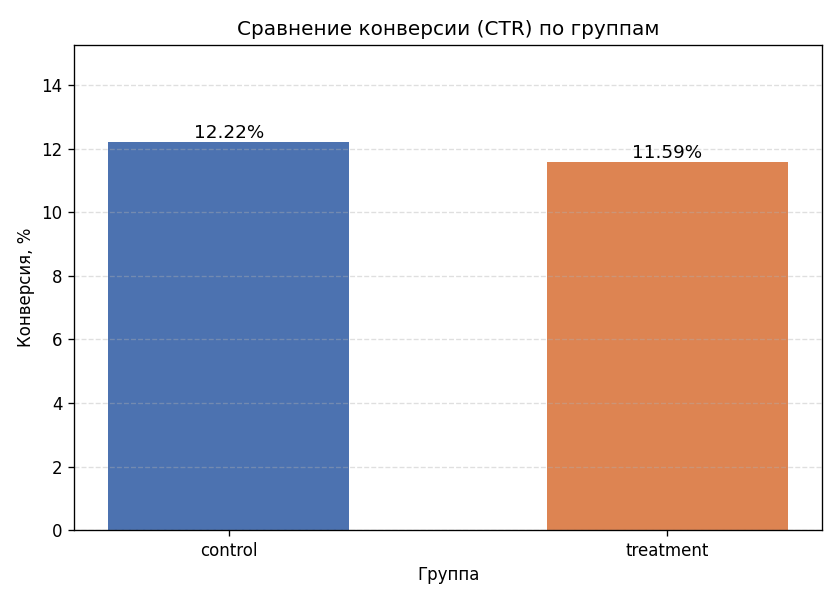 Сравнение конверсии (CTR) по группам
14
12
10
8
6
4
2
0
Конверсия, %
12.22%
11.59%
control
treatment
Группа